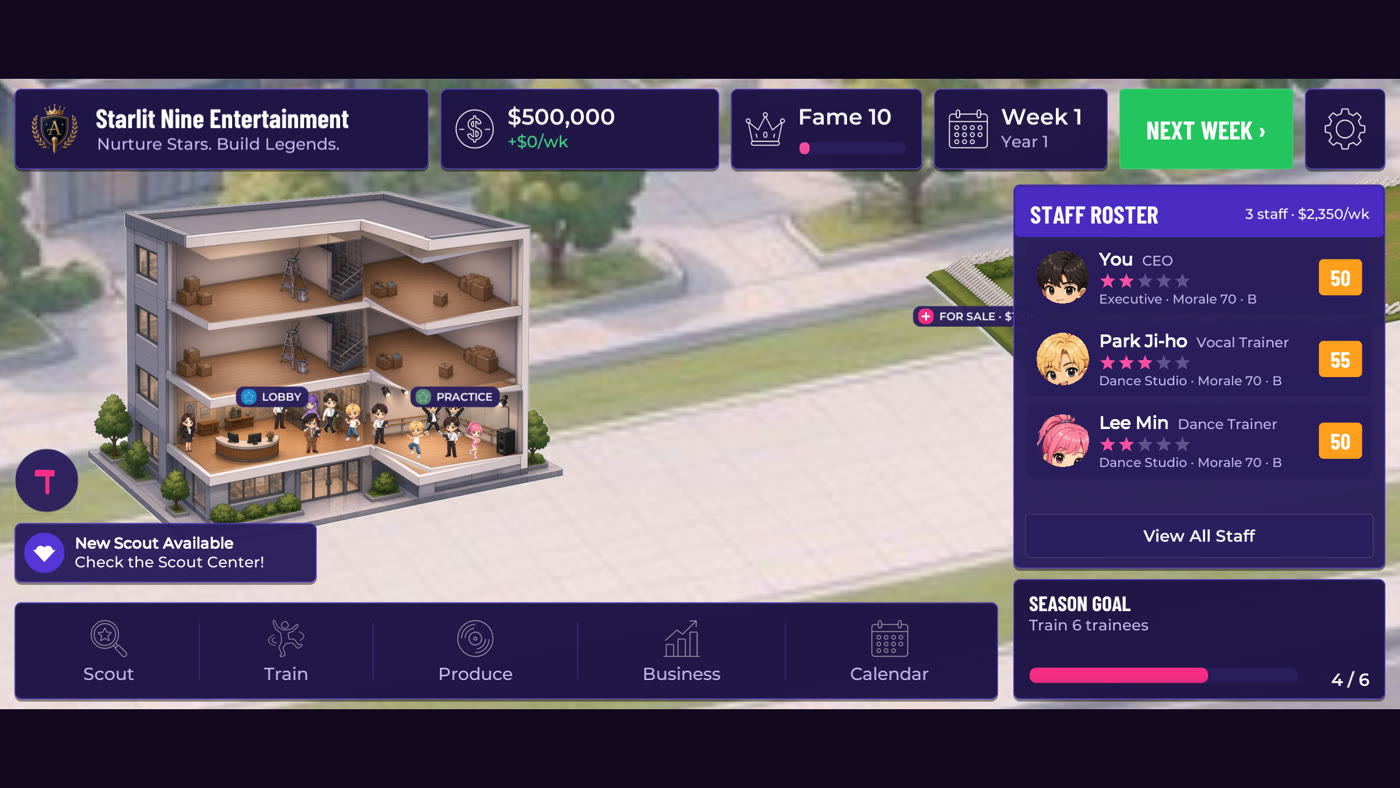 Starlit Nine Entertainment
Nurture Stars. Build Legends.
$500,000
+$0/wk
Fame 10
Week 1
Year 1
NEXT WEEK ›
STAFF ROSTER
3 staff · $2,350/wk
You CEO
Executive · Morale 70 · B
50
Park Ji-ho Vocal Trainer
Dance Studio · Morale 70 · B
55
Lee Min Dance Trainer
Dance Studio · Morale 70 · B
50
View All Staff
FOR SALE · $1
LOBBY
PRACTICE
T
New Scout Available
Check the Scout Center!
Scout
Train
Produce
Business
Calendar
SEASON GOAL
Train 6 trainees
4 / 6
A